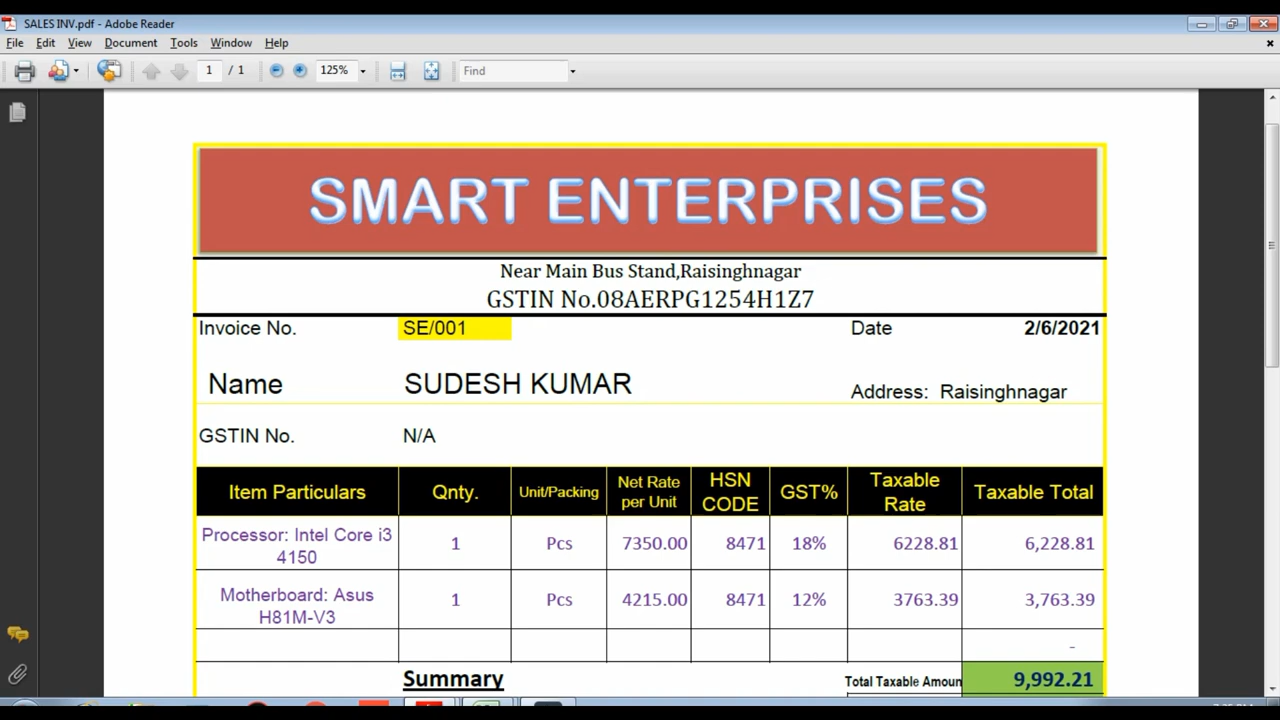 SALES INV.pdf - Adobe Reader
File Edit View Document Tools Window Help
1 / 1 125% Find
SMART ENTERPRISES
Near Main Bus Stand,Raisinghnagar
GSTIN No.08AERPG1254H1Z7
Invoice No. SE/001 Date 2/6/2021
Name SUDESH KUMAR Address: Raisinghnagar
GSTIN No. N/A
Item Particulars Qnty. Unit/Packing Net Rate per Unit HSN CODE GST% Taxable Rate Taxable Total
Processor: Intel Core i3 4150 1 Pcs 7350.00 8471 18% 6228.81 6,228.81
Motherboard: Asus H81M-V3 1 Pcs 4215.00 8471 12% 3763.39 3,763.39
-
Summary Total Taxable Amoun 9,992.21